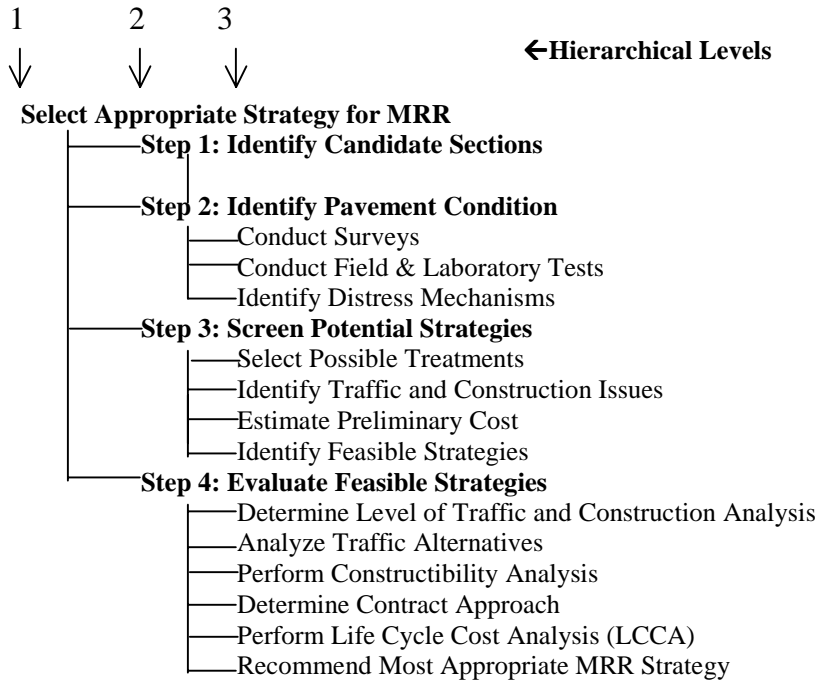 1 2 3
←Hierarchical Levels
Select Appropriate Strategy for MRR
Step 1: Identify Candidate Sections
Step 2: Identify Pavement Condition
Conduct Surveys
Conduct Field & Laboratory Tests
Identify Distress Mechanisms
Step 3: Screen Potential Strategies
Select Possible Treatments
Identify Traffic and Construction Issues
Estimate Preliminary Cost
Identify Feasible Strategies
Step 4: Evaluate Feasible Strategies
Determine Level of Traffic and Construction Analysis
Analyze Traffic Alternatives
Perform Constructibility Analysis
Determine Contract Approach
Perform Life Cycle Cost Analysis (LCCA)
Recommend Most Appropriate MRR Strategy